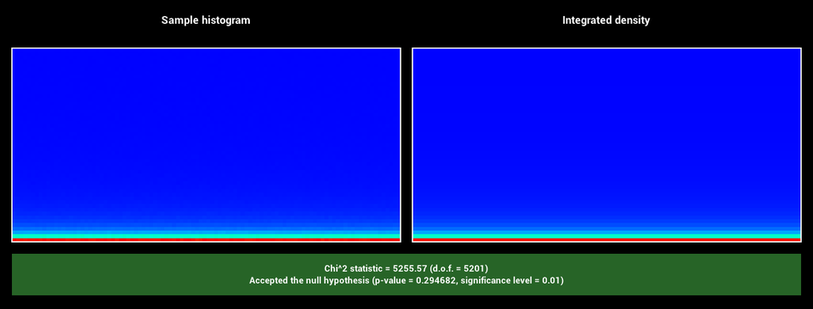 Sample histogram
Integrated density
Chi^2 statistic = 5255.57 (d.o.f. = 5201)
Accepted the null hypothesis (p-value = 0.294682, significance level = 0.01)